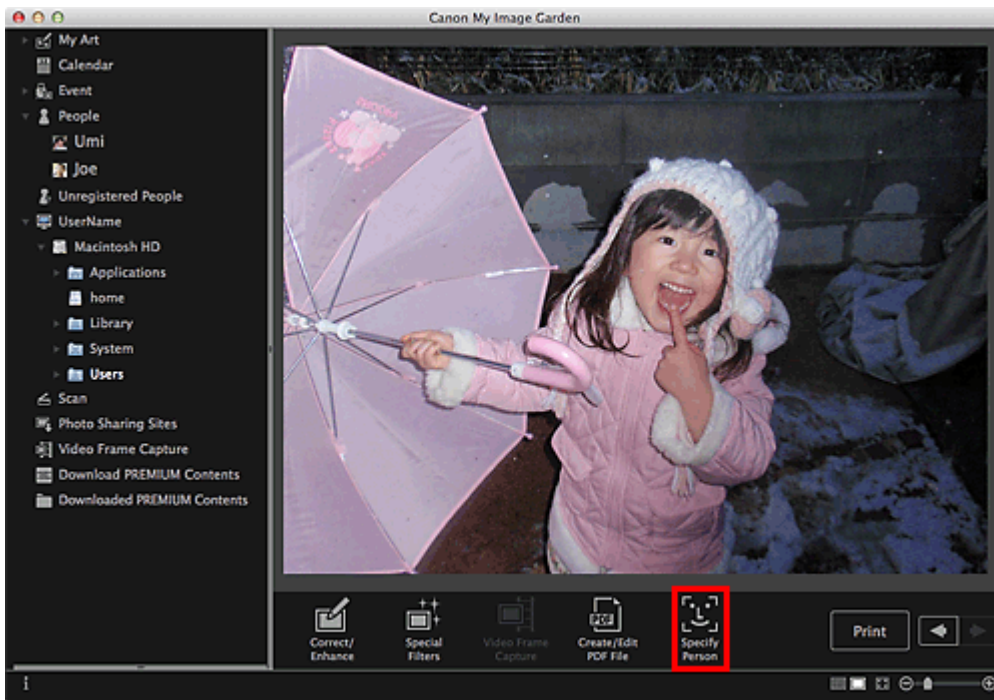 Canon My Image Garden
My Art
Calendar
Event
People
Umi
Joe
Unregistered People
UserName
Macintosh HD
Applications
home
Library
System
Users
Scan
Photo Sharing Sites
Video Frame Capture
Download PREMIUM Contents
Downloaded PREMIUM Contents
Correct/
Enhance
Special
Filters
Video Frame
Capture
PDF
Create/Edit
PDF File
Specify
Person
Print